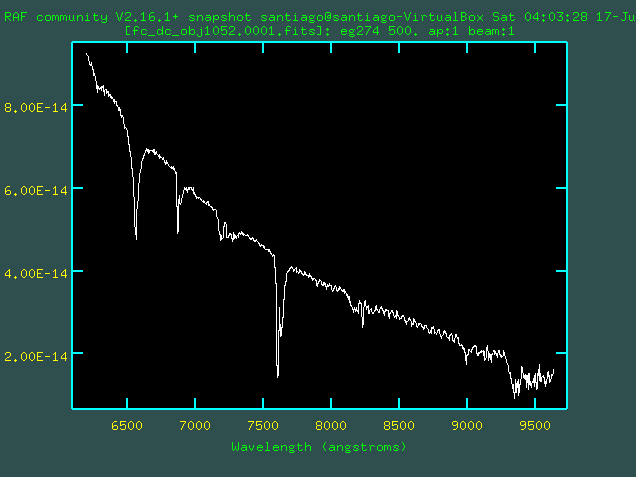 RAF community V2.16.1+ snapshot santiago@santiago-VirtualBox Sat 04:03:28 17-Ju
[fc_dc_obj1052.0001.fits]: eg274 500. ap:1 beam:1
8.00E-14
6.00E-14
4.00E-14
2.00E-14
6500 7000 7500 8000 8500 9000 9500
Wavelength (angstroms)